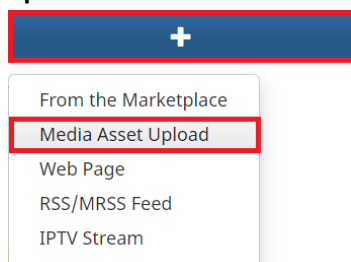 +
From the Marketplace
Media Asset Upload
Web Page
RSS/MRSS Feed
IPTV Stream